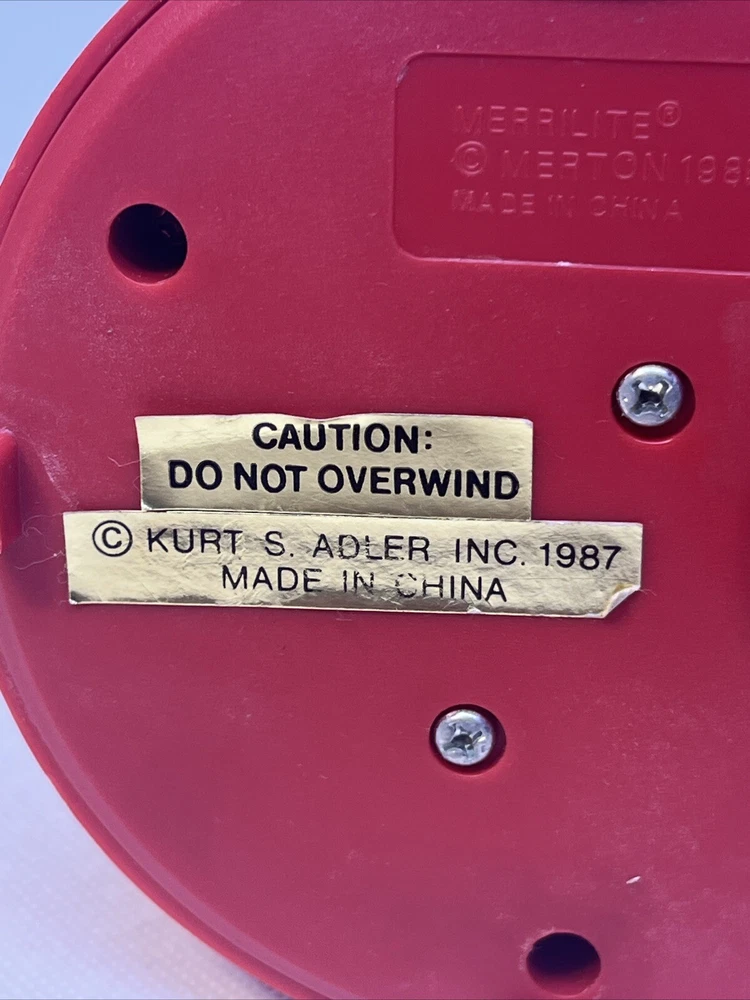 MERRILITE®
© MERTON
MADE IN CHINA
CAUTION:
DO NOT OVERWIND
© KURT S. ADLER INC. 1987
MADE IN CHINA